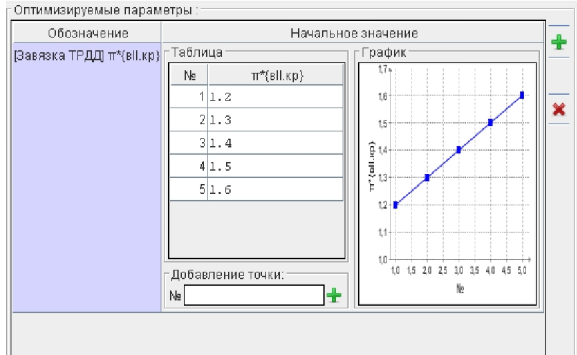 Оптимизируемые параметры :
Обозначение Начальное значение
[Завязка ТРДД] π*{вII.кр}
Таблица
№ π*{вII.кр}
1 1.2
2 1.3
3 1.4
4 1.5
5 1.6
Добавление точки:
№
График
π*{вII.кр}
1,7
1,6
1,5
1,4
1,3
1,2
1,1
1,0
1,0 1,5 2,0 2,5 3,0 3,5 4,0 4,5 5,0
№